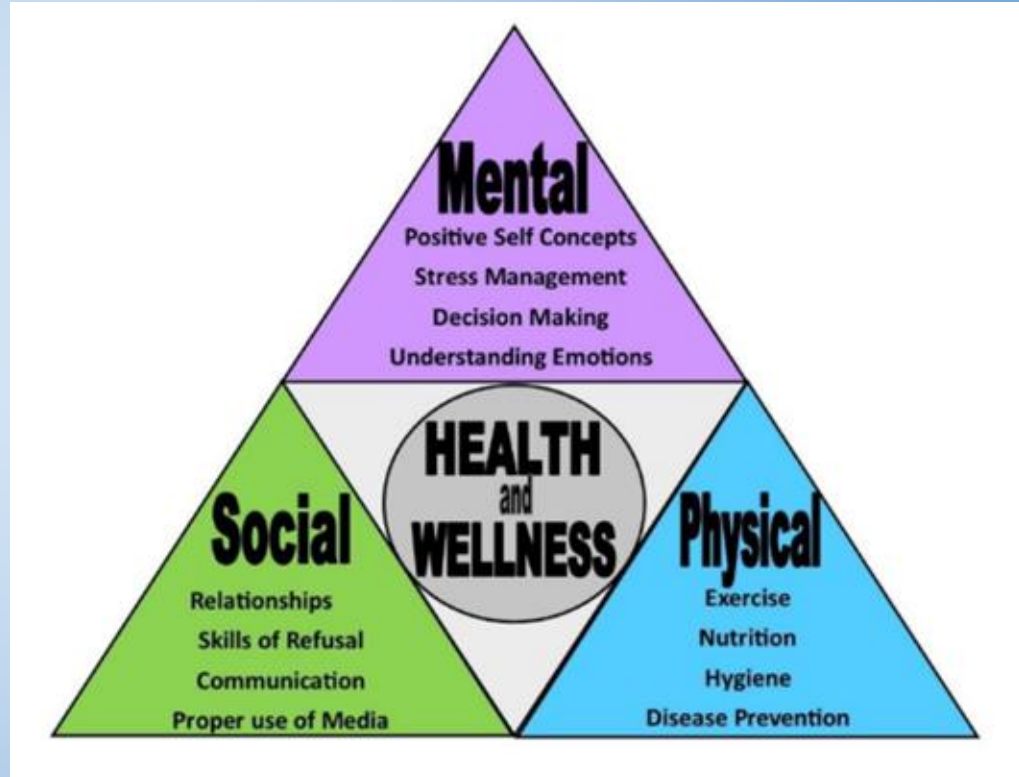 Mental
Positive Self Concepts
Stress Management
Decision Making
Understanding Emotions
HEALTH
and
WELLNESS
Social
Relationships
Skills of Refusal
Communication
Proper use of Media
Physical
Exercise
Nutrition
Hygiene
Disease Prevention